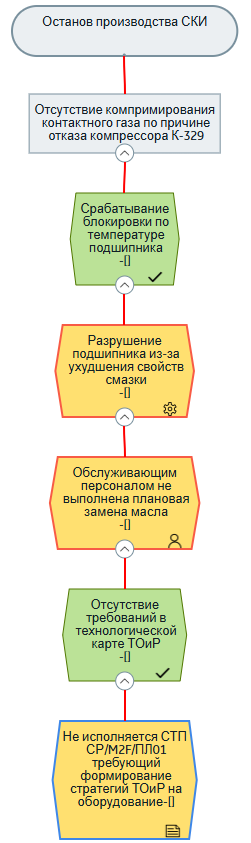 Останов производства СКИ
Отсутствие компримирования
контактного газа по причине
отказа компрессора К-329
Срабатывание
блокировки по
температуре
подшипника
-[]
Разрушение
подшипника из-за
ухудшения свойств
смазки
-[]
Обслуживающим
персоналом не
выполнена плановая
замена масла
-[]
Отсутствие
требований в
технологической
карте ТОиР
-[]
Не исполняется СТП
СР/M2F/ПЛ01
требующий
формирование
стратегий ТОиР на
оборудование-[]